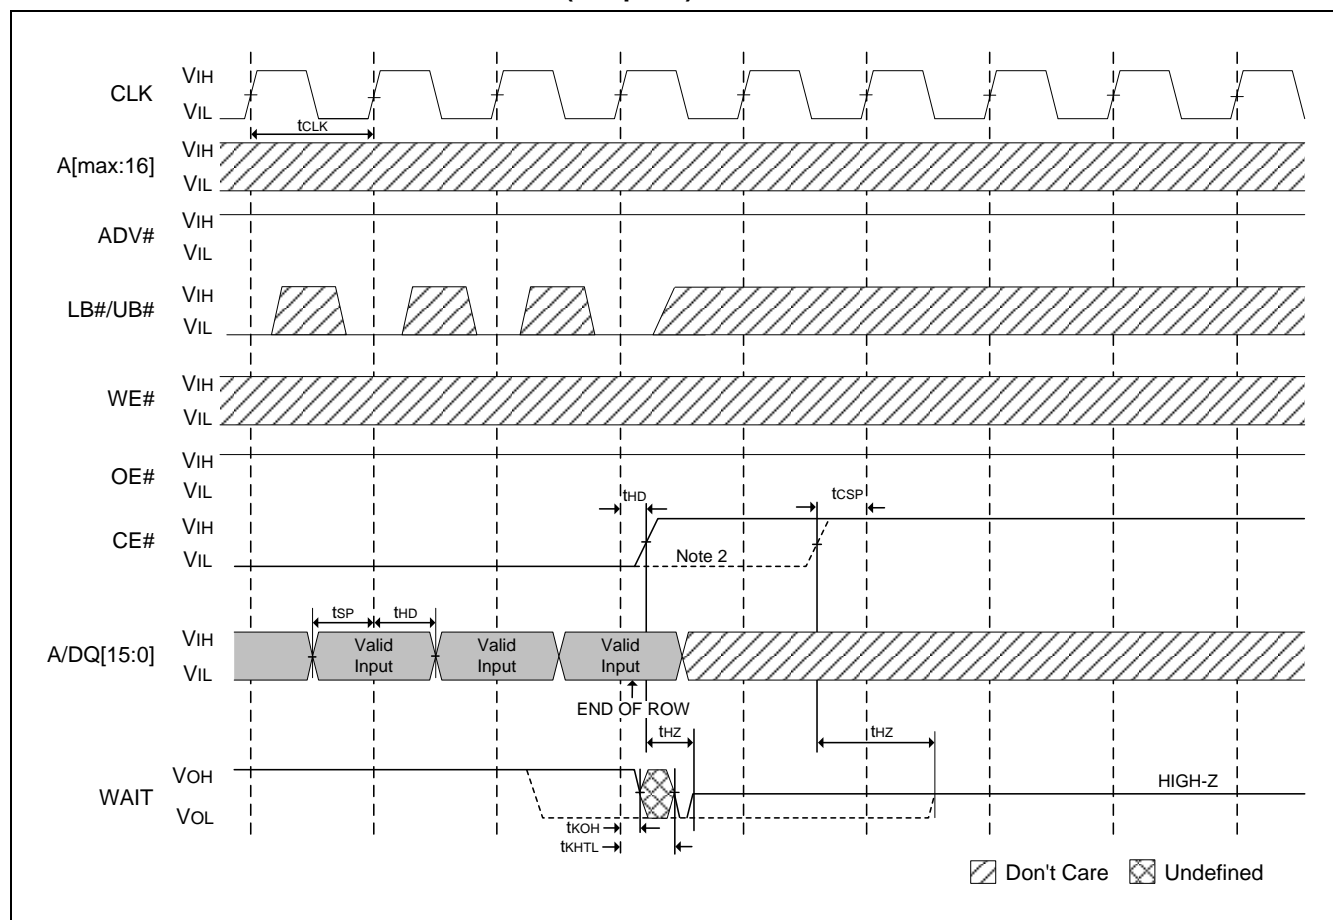 CLK
VIH
VIL
tCLK
A[max:16]
VIH
VIL
ADV#
VIH
VIL
LB#/UB#
VIH
VIL
WE#
VIH
VIL
OE#
VIH
VIL
tHD
tCSP
CE#
VIH
VIL
Note 2
tSP
tHD
A/DQ[15:0]
VIH
VIL
Valid
Input
Valid
Input
Valid
Input
END OF ROW
tHZ
tHZ
WAIT
VOH
VOL
HIGH-Z
tKOH
tKHTL
Don't Care
Undefined